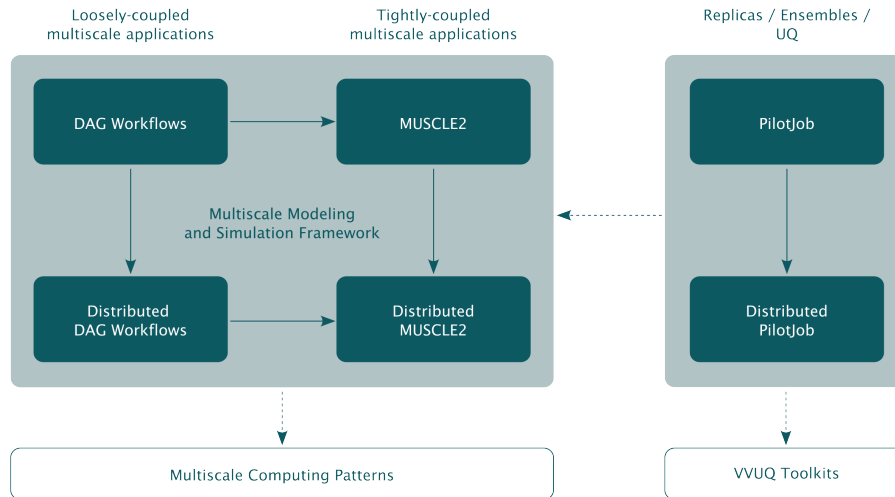 Loosely-coupled
multiscale applications
Tightly-coupled
multiscale applications
Replicas / Ensembles /
UQ
DAG Workflows
MUSCLE2
PilotJob
Multiscale Modeling
and Simulation Framework
Distributed
DAG Workflows
Distributed
MUSCLE2
Distributed
PilotJob
Multiscale Computing Patterns
VVUQ Toolkits